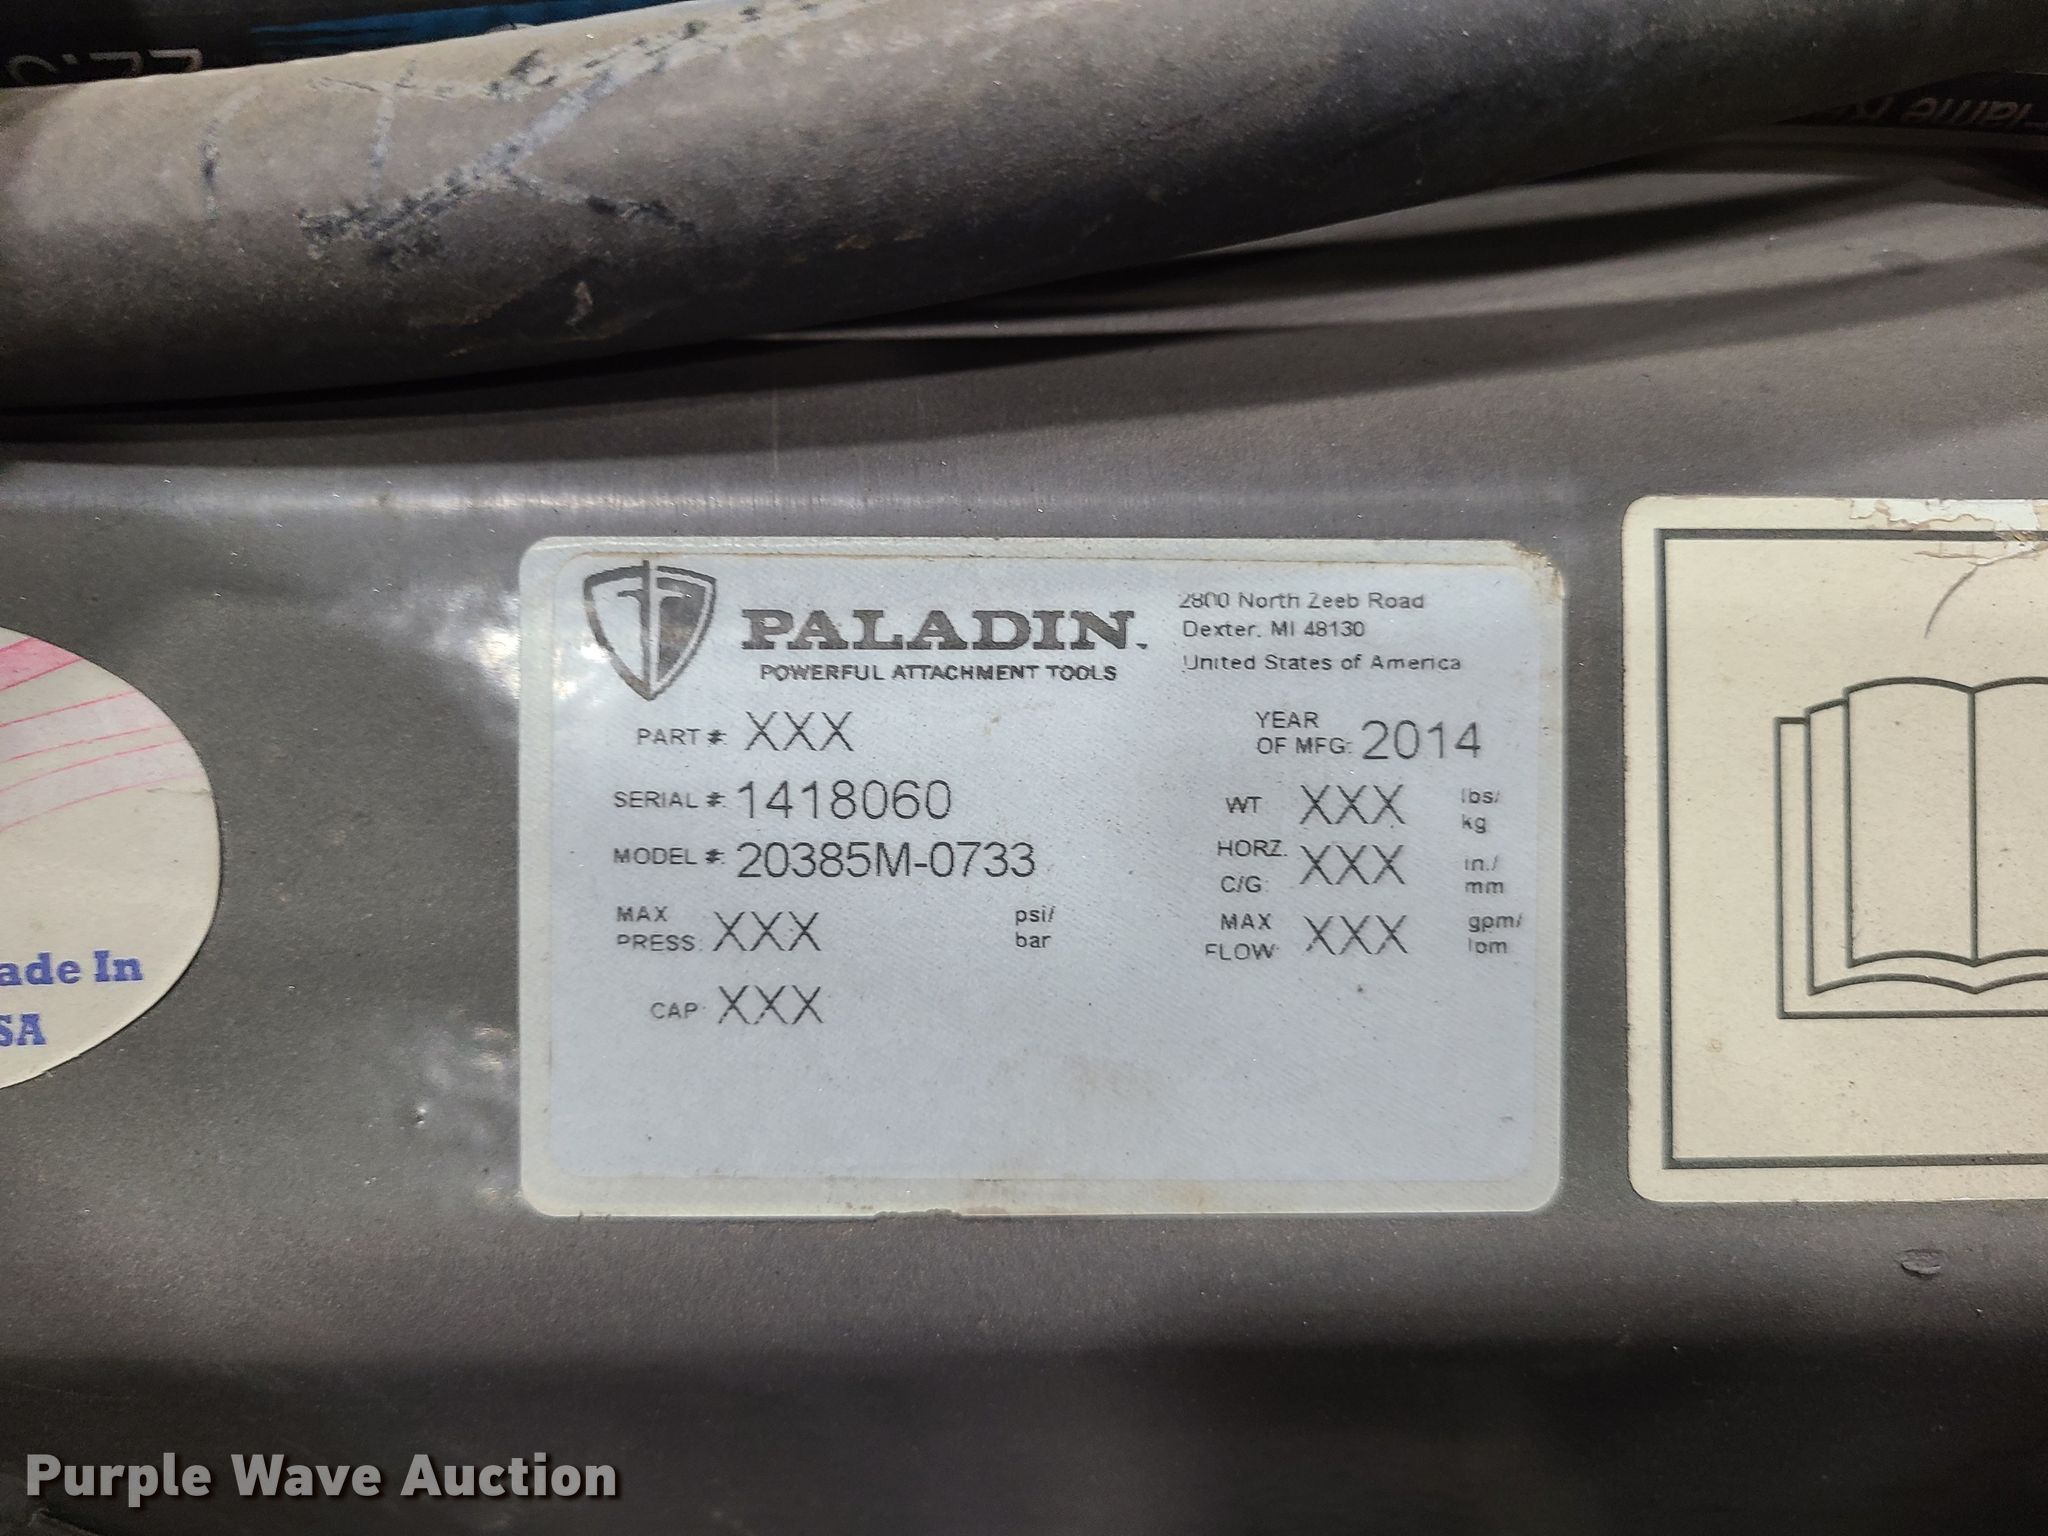 PALADIN
POWERFUL ATTACHMENT TOOLS
2800 North Zeeb Road
Dexter, MI 48130
United States of America
PART #: XXX
YEAR OF MFG: 2014
SERIAL #: 1418060
WT XXX lbs/ kg
MODEL #: 20385M-0733
HORZ. C/G: XXX in./ mm
MAX PRESS: XXX psi/ bar
MAX FLOW: XXX gpm/ lpm
CAP: XXX
ade In
SA
Purple Wave Auction